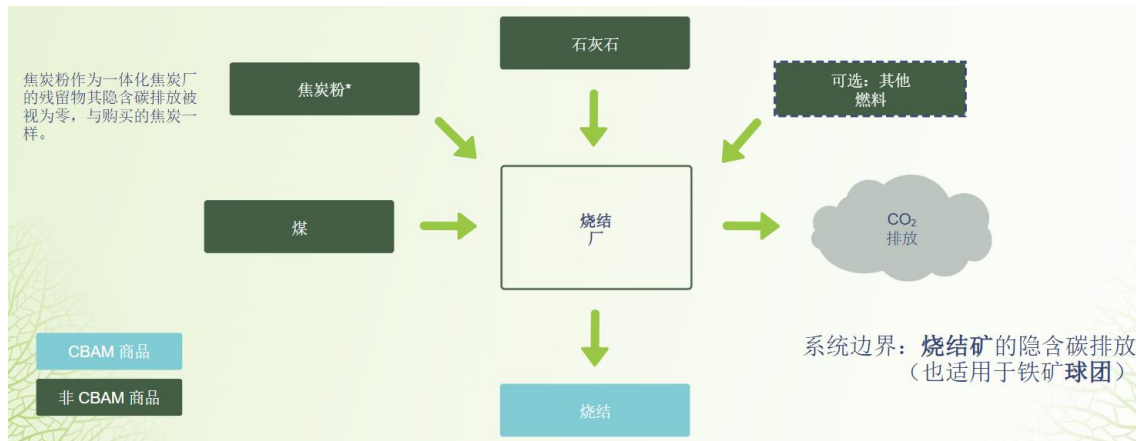 石灰石
焦炭粉作为一体化焦炭厂
的残留物其隐含碳排放被
视为零，与购买的焦炭一
样。
焦炭粉*
可选：其他
燃料
煤
烧结
厂
CO₂
排放
CBAM 商品
非 CBAM 商品
系统边界：烧结矿的隐含碳排放
（也适用于铁矿球团）
烧结